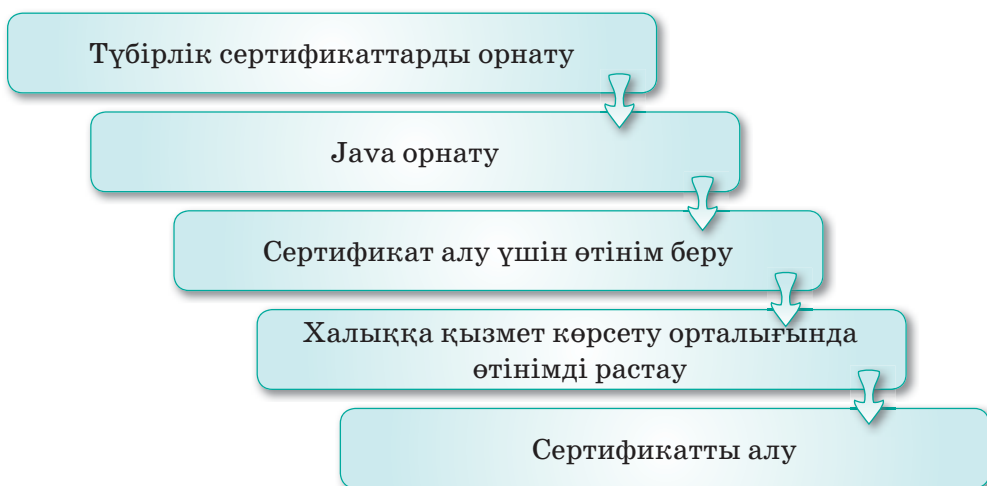 Түбірлік сертификаттарды орнату
Java орнату
Сертификат алу үшін өтінім беру
Халыққа қызмет көрсету орталығында
өтінімді растау
Сертификатты алу